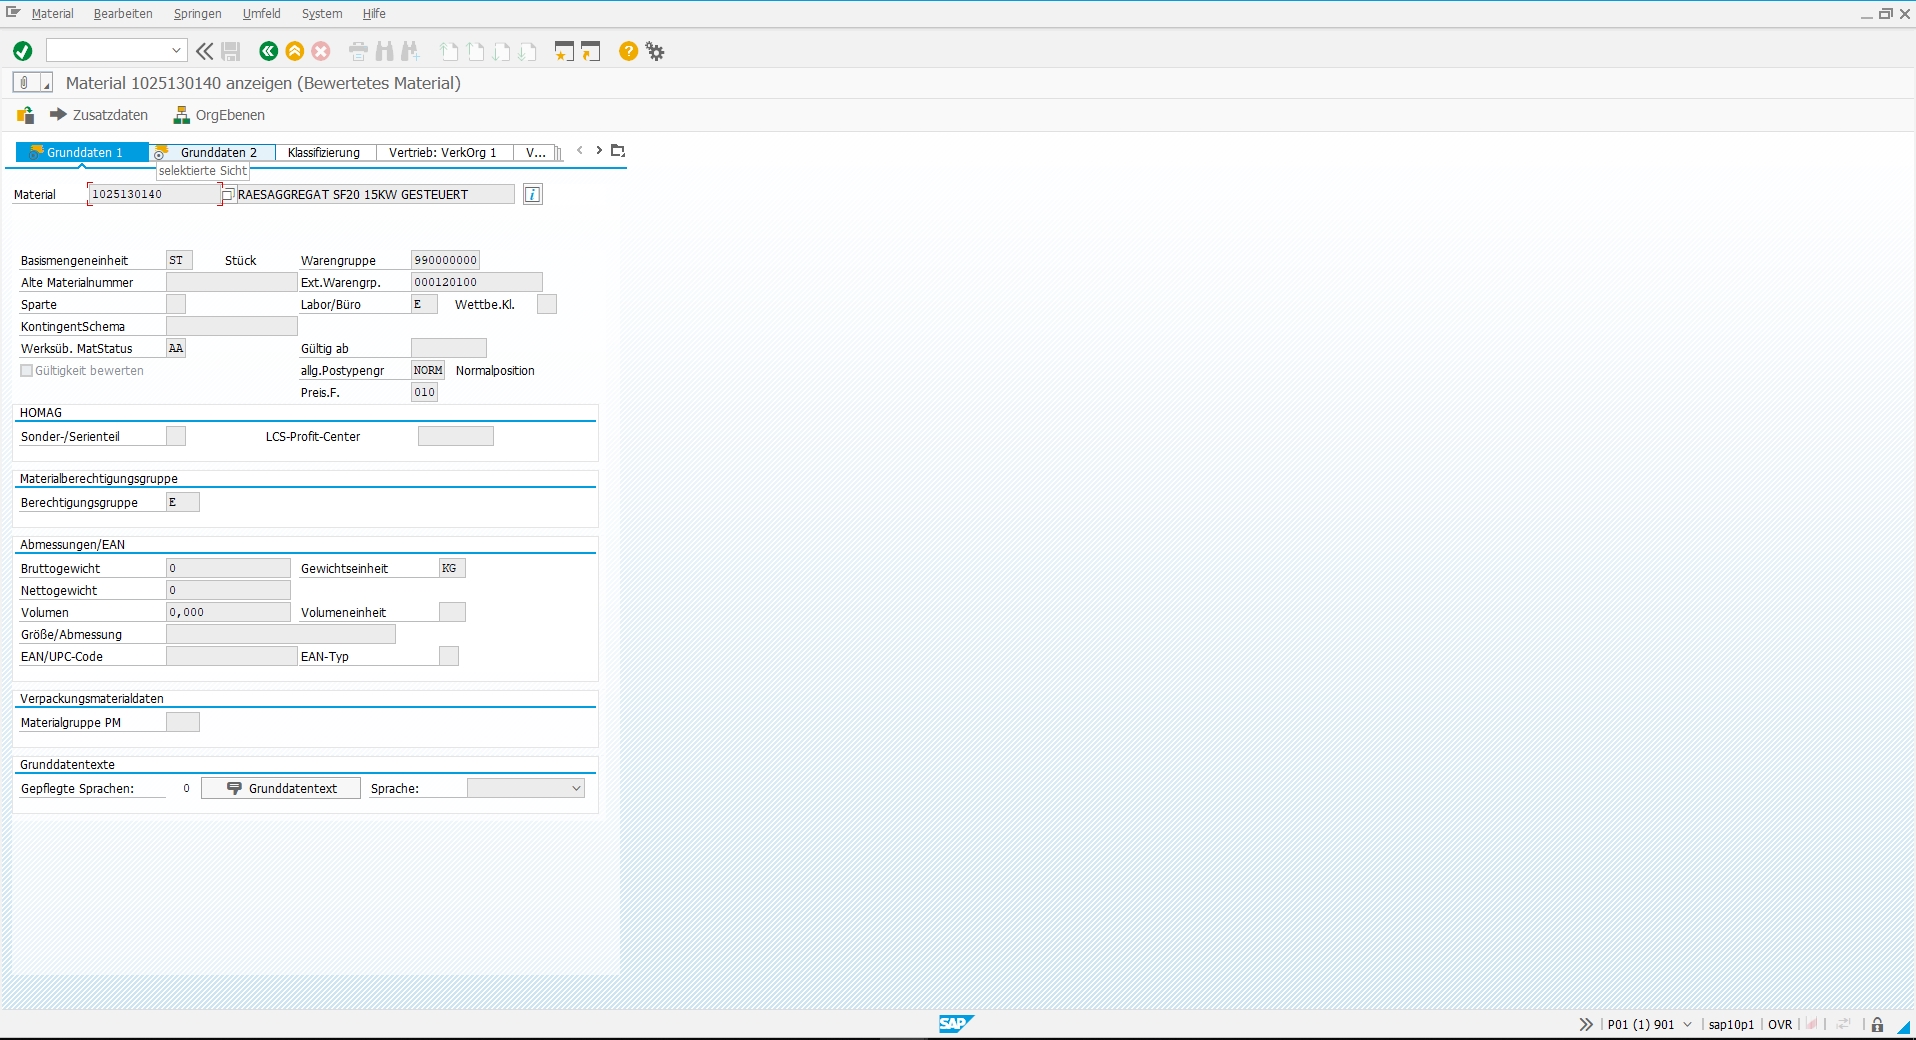 Material Bearbeiten Springen Umfeld System Hilfe
Material 1025130140 anzeigen (Bewertetes Material)
Zusatzdaten OrgEbenen
Grunddaten 1 Grunddaten 2 Klassifizierung Vertrieb: VerkOrg 1 V...
selektierte Sicht
Material 1025130140 RAESAGGREGAT SF20 15KW GESTEUERT
Basismengeneinheit ST Stück Warengruppe 990000000
Alte Materialnummer Ext.Warengrp. 000120100
Sparte Labor/Büro E Wettbe.Kl.
KontingentSchema
Werksüb. MatStatus AA Gültig ab
Gültigkeit bewerten allg.Postypengr NORM Normalposition
Preis.F. 010
HOMAG
Sonder-/Serienteil LCS-Profit-Center
Materialberechtigungsgruppe
Berechtigungsgruppe E
Abmessungen/EAN
Bruttogewicht 0 Gewichtseinheit KG
Nettogewicht 0
Volumen 0,000 Volumeneinheit
Größe/Abmessung
EAN/UPC-Code EAN-Typ
Verpackungsmaterialdaten
Materialgruppe PM
Grunddatentexte
Gepflegte Sprachen: 0 Grunddatentext Sprache:
SAP P01 (1) 901 sap10p1 OVR